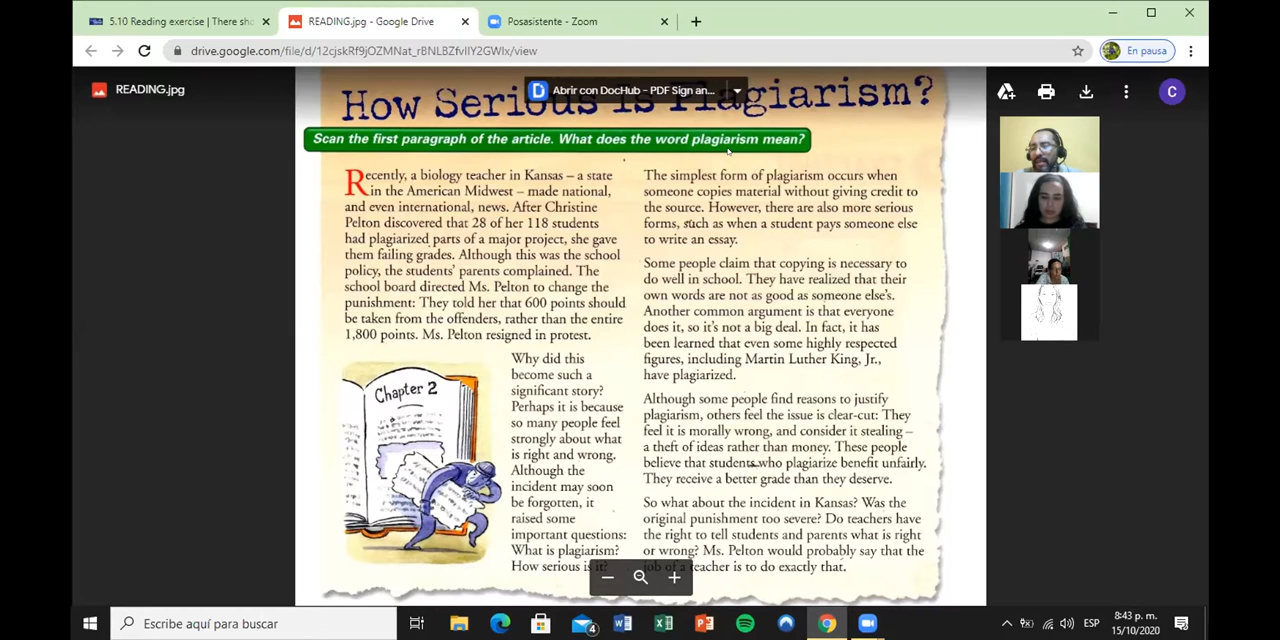 5.10 Reading exercise | There sho
READING.jpg - Google Drive
Posasistente - Zoom
drive.google.com/file/d/12cjskRf9jOZMNat_rBNLBZfvIIY2GWIx/view
En pausa
READING.jpg
Abrir con DocHub - PDF Sign an...
C
How Serious Is Plagiarism?
Scan the first paragraph of the article. What does the word plagiarism mean?
Recently, a biology teacher in Kansas – a state
in the American Midwest – made national,
and even international, news. After Christine
Pelton discovered that 28 of her 118 students
had plagiarized parts of a major project, she gave
them failing grades. Although this was the school
policy, the students' parents complained. The
school board directed Ms. Pelton to change the
punishment: They told her that 600 points should
be taken from the offenders, rather than the entire
1,800 points. Ms. Pelton resigned in protest.
Chapter 2
Why did this
become such a
significant story?
Perhaps it is because
so many people feel
strongly about what
is right and wrong.
Although the
incident may soon
be forgotten, it
raised some
important questions:
What is plagiarism?
How serious is it?
The simplest form of plagiarism occurs when
someone copies material without giving credit to
the source. However, there are also more serious
forms, such as when a student pays someone else
to write an essay.
Some people claim that copying is necessary to
do well in school. They have realized that their
own words are not as good as someone else's.
Another common argument is that everyone
does it, so it's not a big deal. In fact, it has
been learned that even some highly respected
figures, including Martin Luther King, Jr.,
have plagiarized.
Although some people find reasons to justify
plagiarism, others feel the issue is clear-cut: They
feel it is morally wrong, and consider it stealing –
a theft of ideas rather than money. These people
believe that students who plagiarize benefit unfairly.
They receive a better grade than they deserve.
So what about the incident in Kansas? Was the
original punishment too severe? Do teachers have
the right to tell students and parents what is right
or wrong? Ms. Pelton would probably say that the
job of a teacher is to do exactly that.
Escribe aquí para buscar
4
ESP
8:43 p. m.
15/10/2020